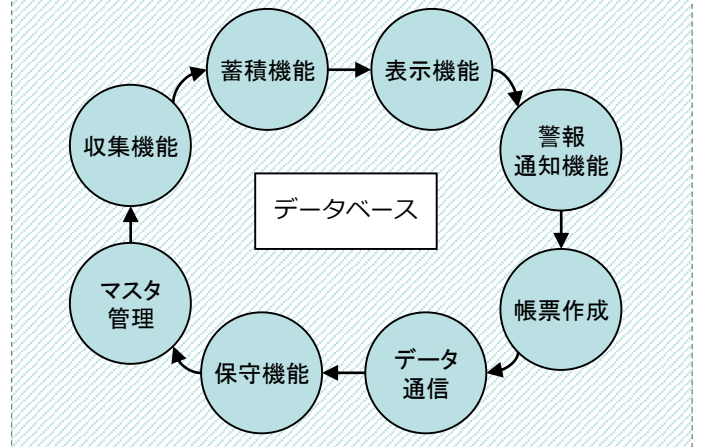 蓄積機能
表示機能
収集機能
警報
通知機能
データベース
マスタ
管理
帳票作成
保守機能
データ
通信